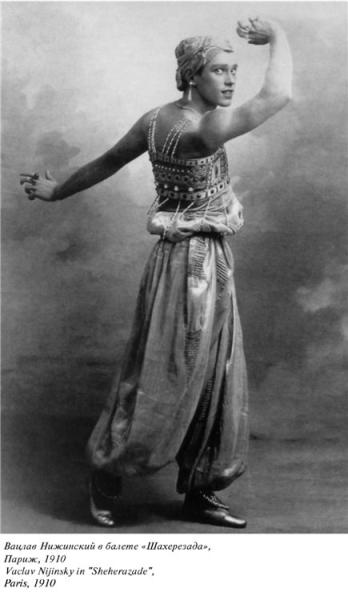 Вацлав Нижинский в балете «Шахерезада»,
Париж, 1910
Vaclav Nijinsky in "Sheherazade",
Paris, 1910